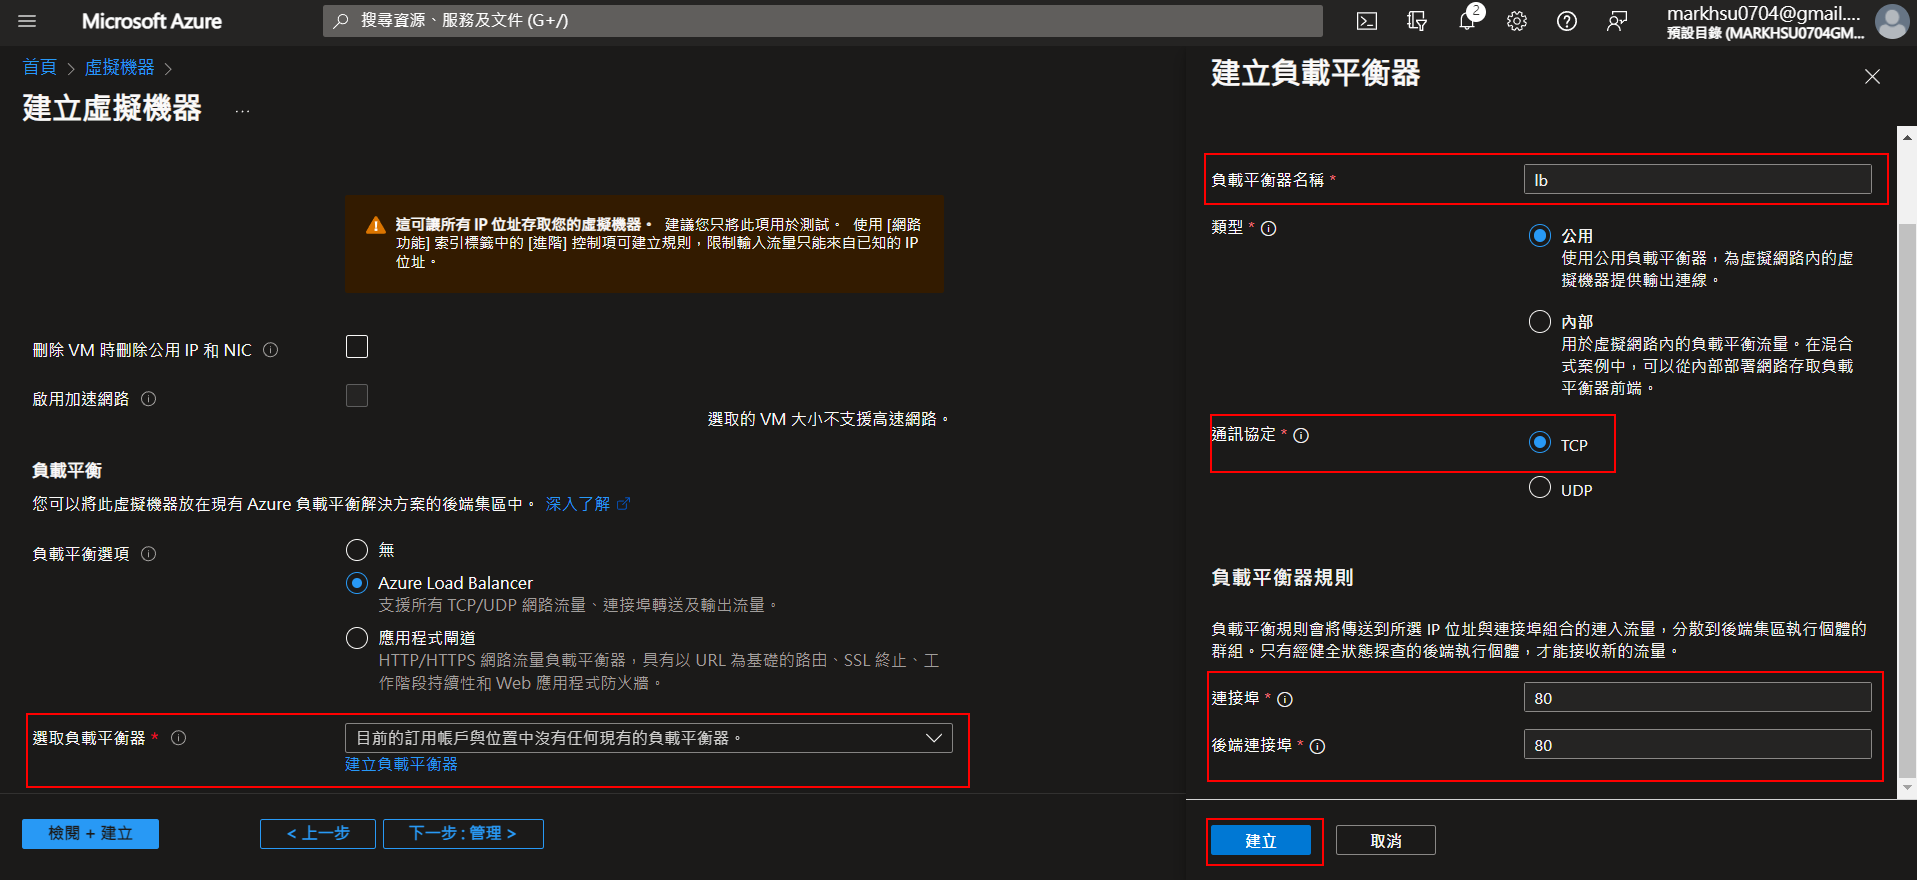 Microsoft Azure
搜尋資源、服務及文件 (G+/)
2
markhsu0704@gmail....
預設目錄 (MARKHSU0704GM...
首頁 > 虛擬機器 >
建立虛擬機器 ...
這可讓所有 IP 位址存取您的虛擬機器。 建議您只將此項用於測試。 使用 [網路
功能] 索引標籤中的 [進階] 控制項可建立規則，限制輸入流量只能來自已知的 IP
位址。
刪除 VM 時刪除公用 IP 和 NIC
啟用加速網路
選取的 VM 大小不支援高速網路。
負載平衡
您可以將此虛擬機器放在現有 Azure 負載平衡解決方案的後端集區中。 深入了解
負載平衡選項
無
Azure Load Balancer
支援所有 TCP/UDP 網路流量、連接埠轉送及輸出流量。
應用程式閘道
HTTP/HTTPS 網路流量負載平衡器，具有以 URL 為基礎的路由、SSL 終止、工
作階段持續性和 Web 應用程式防火牆。
選取負載平衡器 *
目前的訂用帳戶與位置中沒有任何現有的負載平衡器。
建立負載平衡器
檢閱 + 建立
< 上一步
下一步 : 管理 >
建立負載平衡器
負載平衡器名稱 *
lb
類型 *
公用
使用公用負載平衡器，為虛擬網路內的虛
擬機器提供輸出連線。
內部
用於虛擬網路內的負載平衡流量。在混合
式案例中，可以從內部部署網路存取負載
平衡器前端。
通訊協定 *
TCP
UDP
負載平衡器規則
負載平衡規則會將傳送到所選 IP 位址與連接埠組合的連入流量，分散到後端集區執行個體的
群組。只有經健全狀態探查的後端執行個體，才能接收新的流量。
連接埠 *
80
後端連接埠 *
80
建立
取消